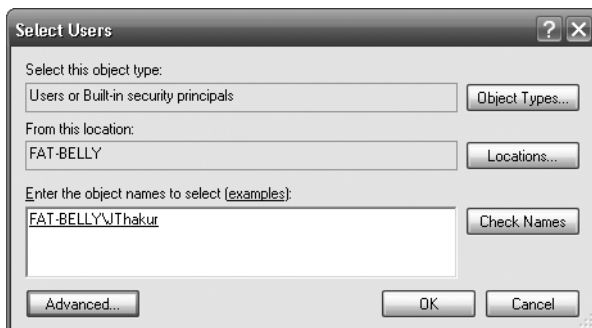 Select Users
Select this object type:
Users or Built-in security principals
Object Types...
From this location:
FAT-BELLY
Locations...
Enter the object names to select (examples):
FAT-BELLY\JThakur
Check Names
Advanced...
OK
Cancel